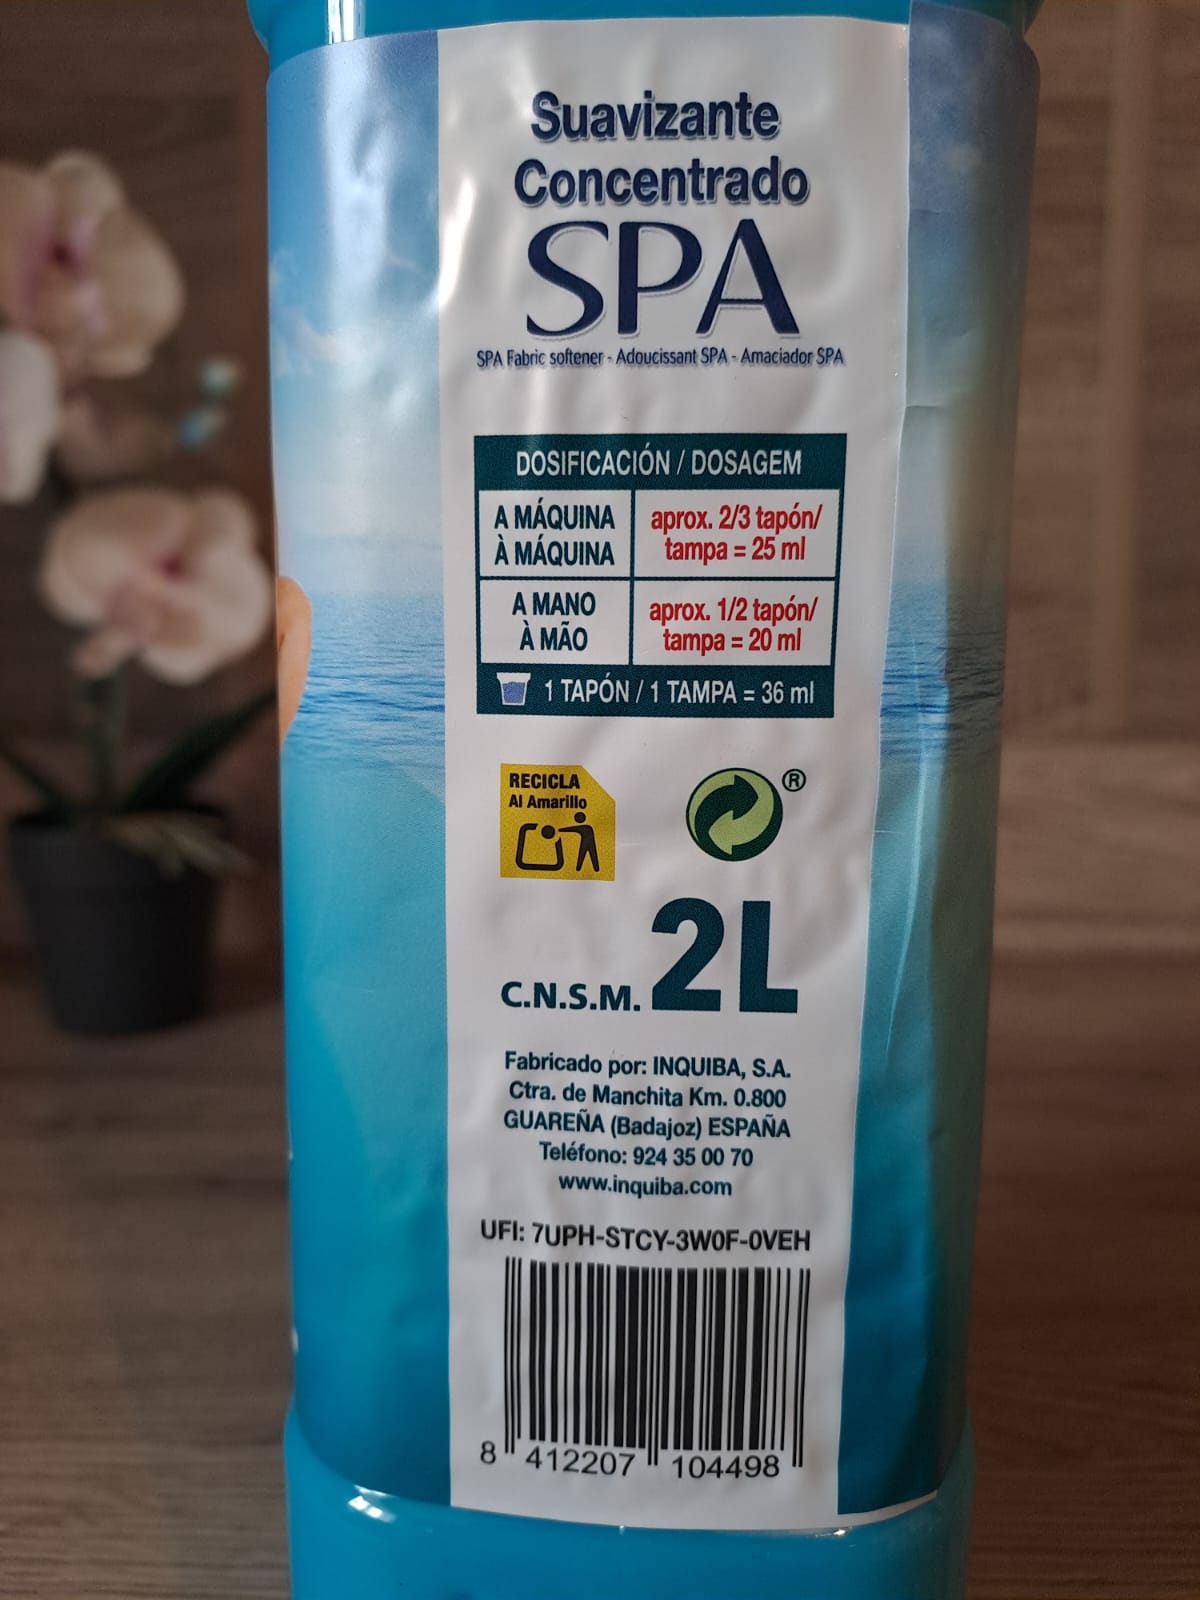 Suavizante
Concentrado
SPA
SPA Fabric softener - Adoucissant SPA - Amaciador SPA
DOSIFICACIÓN / DOSAGEM
A MÁQUINA
À MÁQUINA
aprox. 2/3 tapón/
tampa = 25 ml
A MANO
À MÃO
aprox. 1/2 tapón/
tampa = 20 ml
1 TAPÓN / 1 TAMPA = 36 ml
RECICLA
Al Amarillo
®
C.N.S.M. 2L
Fabricado por: INQUIBA, S.A.
Ctra. de Manchita Km. 0.800
GUAREÑA (Badajoz) ESPAÑA
Teléfono: 924 35 00 70
www.inquiba.com
UFI: 7UPH-STCY-3W0F-0VEH
8 412207 104498